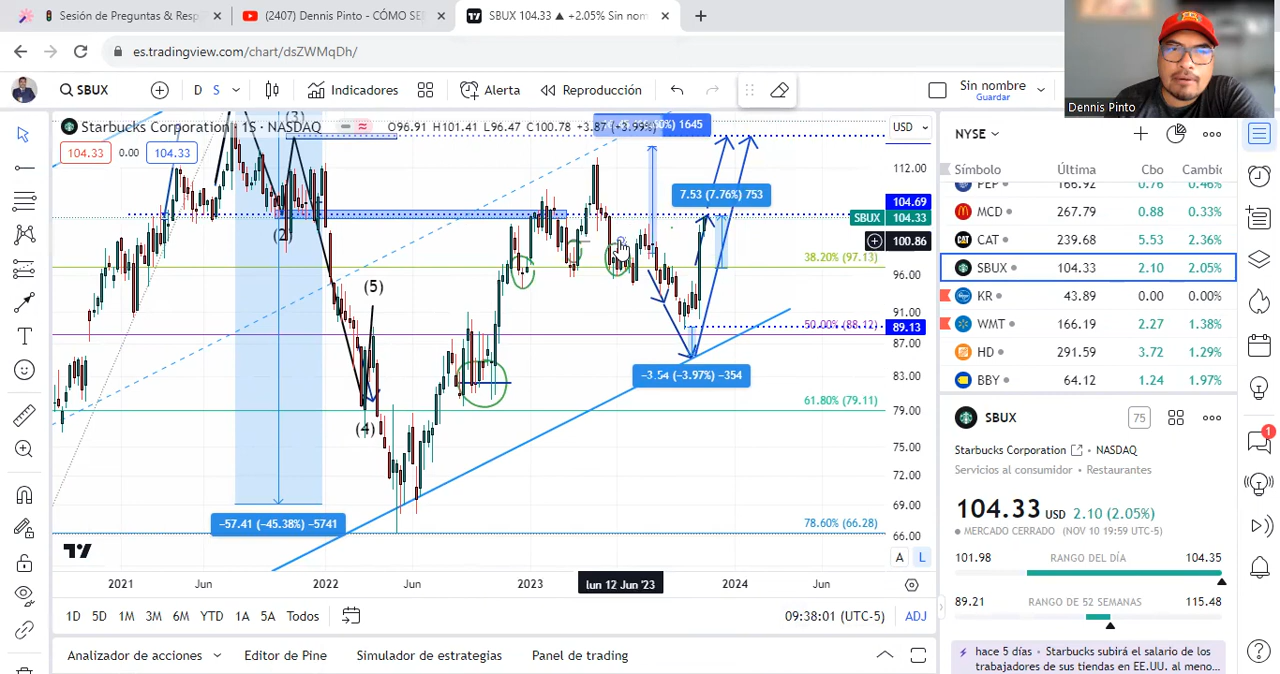 Sesión de Preguntas & Resp
(2407) Dennis Pinto - CÓMO SER
SBUX 104.33 ▲ +2.05% Sin nom
es.tradingview.com/chart/dsZWMqDh/
SBUX
D S
Indicadores
Alerta
Reproducción
Sin nombre
Guardar
Dennis Pinto
Starbucks Corporation · 15 · NASDAQ O96.91 H101.41 L96.47 C100.78 +3.87 (+3.99%)
1645
104.33 0.00 104.33
(3)
(2)
(5)
(4)
7.53 (7.76%) 753
−3.54 (−3.97%) −354
−57.41 (−45.38%) −5741
38.20% (97.13)
50.00% (88.12)
61.80% (79.11)
78.60% (66.28)
USD
112.00
104.69
SBUX 104.33
100.86
96.00
91.00
89.13
87.00
83.00
79.00
75.00
72.00
69.00
66.00
A L
2021 Jun 2022 Jun 2023 lun 12 Jun '23 2024 Jun
1D 5D 1M 3M 6M YTD 1A 5A Todos
09:38:01 (UTC-5) ADJ
Analizador de acciones Editor de Pine Simulador de estrategias Panel de trading
NYSE
Símbolo Última Cbo Cambio
PEP 166.92 0.76 0.46%
MCD 267.79 0.88 0.33%
CAT 239.68 5.53 2.36%
SBUX 104.33 2.10 2.05%
KR 43.89 0.00 0.00%
WMT 166.19 2.27 1.38%
HD 291.59 3.72 1.29%
BBY 64.12 1.24 1.97%
SBUX
75
Starbucks Corporation • NASDAQ
Servicios al consumidor • Restaurantes
104.33 USD 2.10 (2.05%)
MERCADO CERRADO (NOV 10 19:59 UTC-5)
101.98 RANGO DEL DÍA 104.35
89.21 RANGO DE 52 SEMANAS 115.48
hace 5 días • Starbucks subirá el salario de los
trabajadores de sus tiendas en EE.UU. al meno...
1